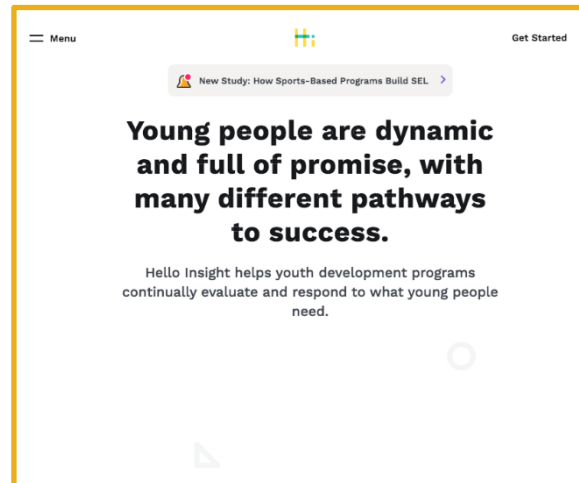 Menu
Hi
Get Started
New Study: How Sports-Based Programs Build SEL
Young people are dynamic
and full of promise, with
many different pathways
to success.
Hello Insight helps youth development programs
continually evaluate and respond to what young people
need.